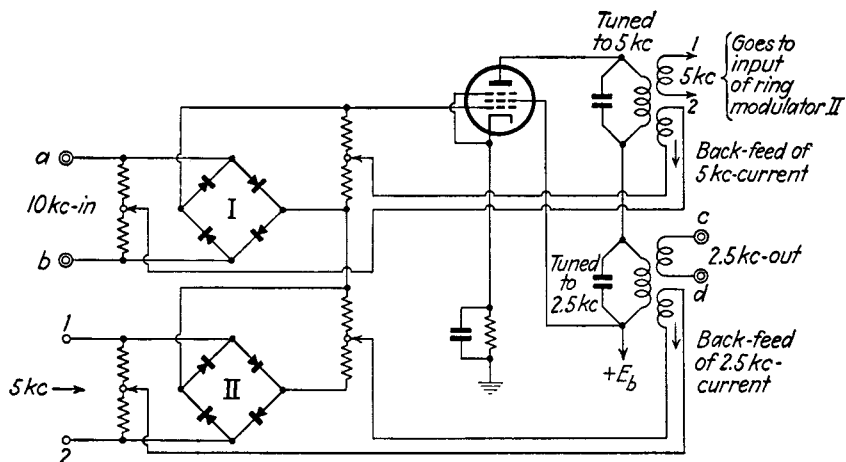 Tuned
to 5 kc
1
5 kc
2
Goes to
input
of ring
modulator II
a
10 kc-in
b
I
Back-feed of
5 kc-current
c
2.5 kc-out
d
Tuned
to
2.5 kc
1
5 kc
2
II
+Eb
Back-feed
of 2.5 kc-
current